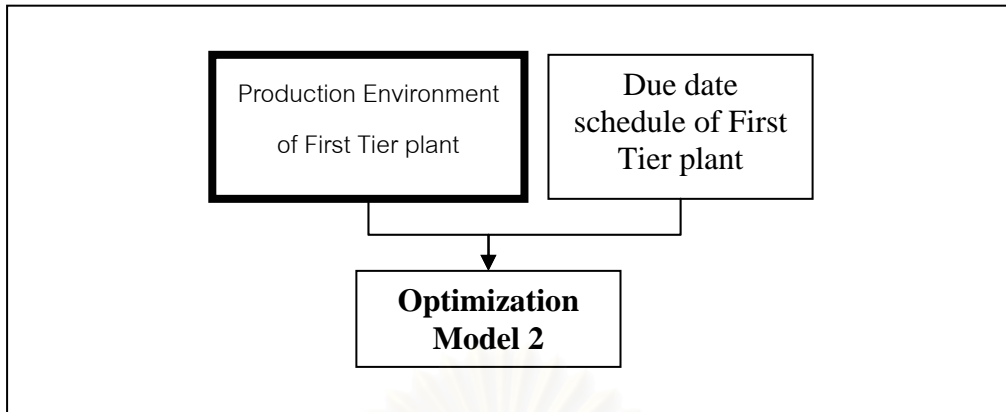 Production Environment
of First Tier plant
Due date
schedule of First
Tier plant
Optimization
Model 2